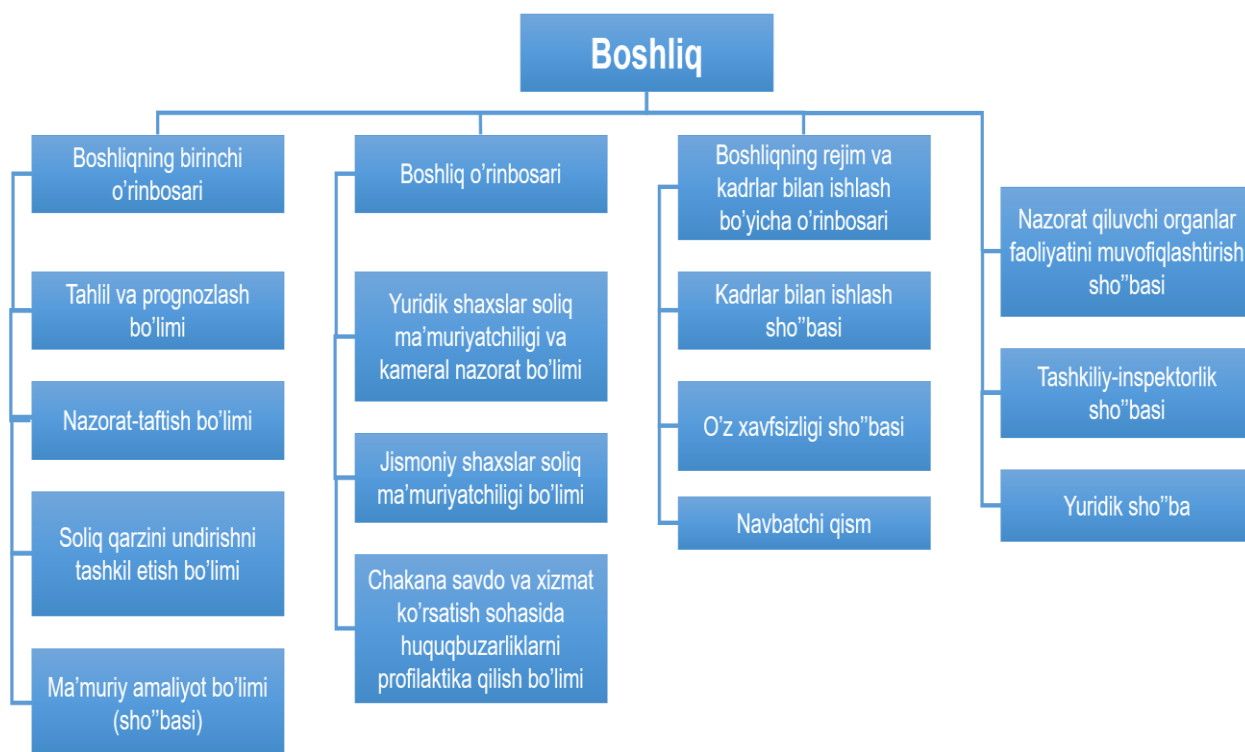 Boshliq
Boshliqning birinchi
o’rinbosari
Tahlil va prognozlash
bo’limi
Nazorat-taftish bo’limi
Soliq qarzini undirishni
tashkil etish bo’limi
Ma’muriy amaliyot bo’limi
(sho’’basi)
Boshliq o’rinbosari
Yuridik shaxslar soliq
ma’muriyatchiligi va
kameral nazorat bo’limi
Jismoniy shaxslar soliq
ma’muriyatchiligi bo’limi
Chakana savdo va xizmat
ko’rsatish sohasida
huquqbuzarliklarni
profilaktika qilish bo’limi
Boshliqning rejim va
kadrlar bilan ishlash
bo’yicha o’rinbosari
Kadrlar bilan ishlash
sho’’basi
O’z xavfsizligi sho’’basi
Navbatchi qism
Nazorat qiluvchi organlar
faoliyatini muvofiqlashtirish
sho’’basi
Tashkiliy-inspektorlik
sho’’basi
Yuridik sho’’ba